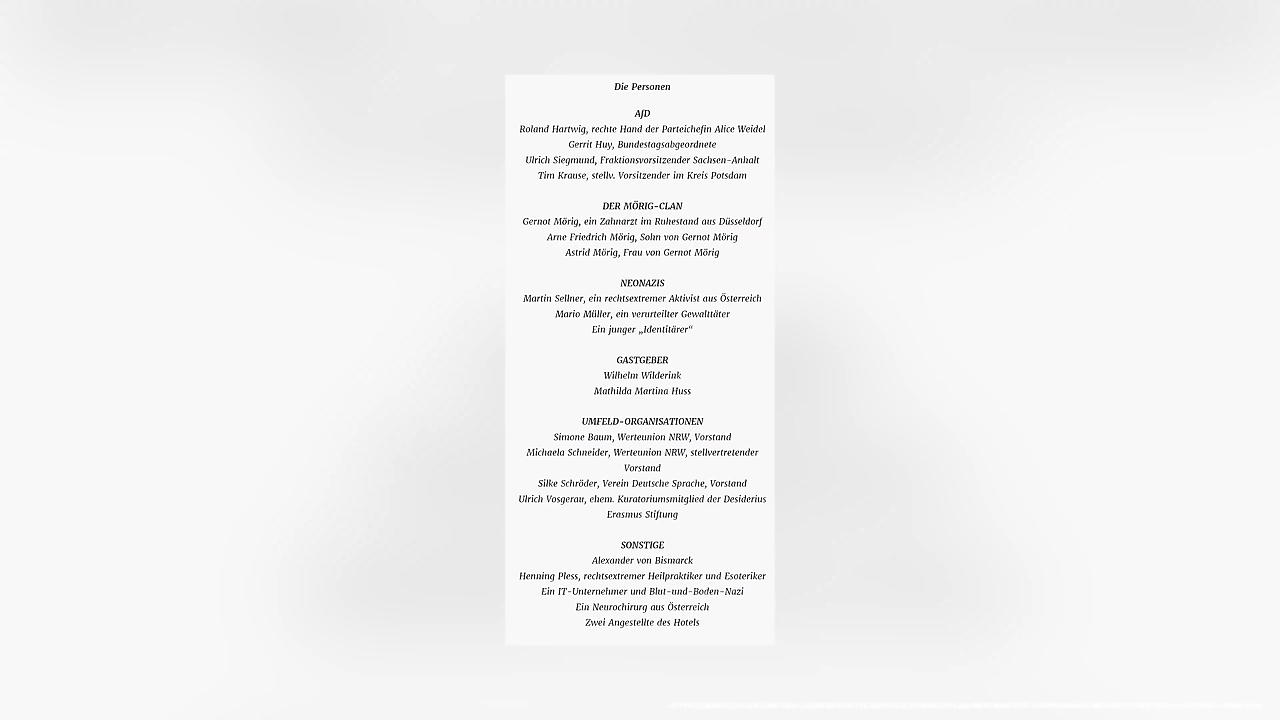 Die Personen
AfD
Roland Hartwig, rechte Hand der Parteichefin Alice Weidel
Gerrit Huy, Bundestagsabgeordnete
Ulrich Siegmund, Fraktionsvorsitzender Sachsen-Anhalt
Tim Krause, stellv. Vorsitzender im Kreis Potsdam
DER MÖRIG-CLAN
Gernot Mörig, ein Zahnarzt im Ruhestand aus Düsseldorf
Arne Friedrich Mörig, Sohn von Gernot Mörig
Astrid Mörig, Frau von Gernot Mörig
NEONAZIS
Martin Sellner, ein rechtsextremer Aktivist aus Österreich
Mario Müller, ein verurteilter Gewalttäter
Ein junger „Identitärer“
GASTGEBER
Wilhelm Wilderink
Mathilda Martina Huss
UMFELD-ORGANISATIONEN
Simone Baum, Werteunion NRW, Vorstand
Michaela Schneider, Werteunion NRW, stellvertretender
Vorstand
Silke Schröder, Verein Deutsche Sprache, Vorstand
Ulrich Vosgerau, ehem. Kuratoriumsmitglied der Desiderius
Erasmus Stiftung
SONSTIGE
Alexander von Bismarck
Henning Pless, rechtsextremer Heilpraktiker und Esoteriker
Ein IT-Unternehmer und Blut-und-Boden-Nazi
Ein Neurochirurg aus Österreich
Zwei Angestellte des Hotels